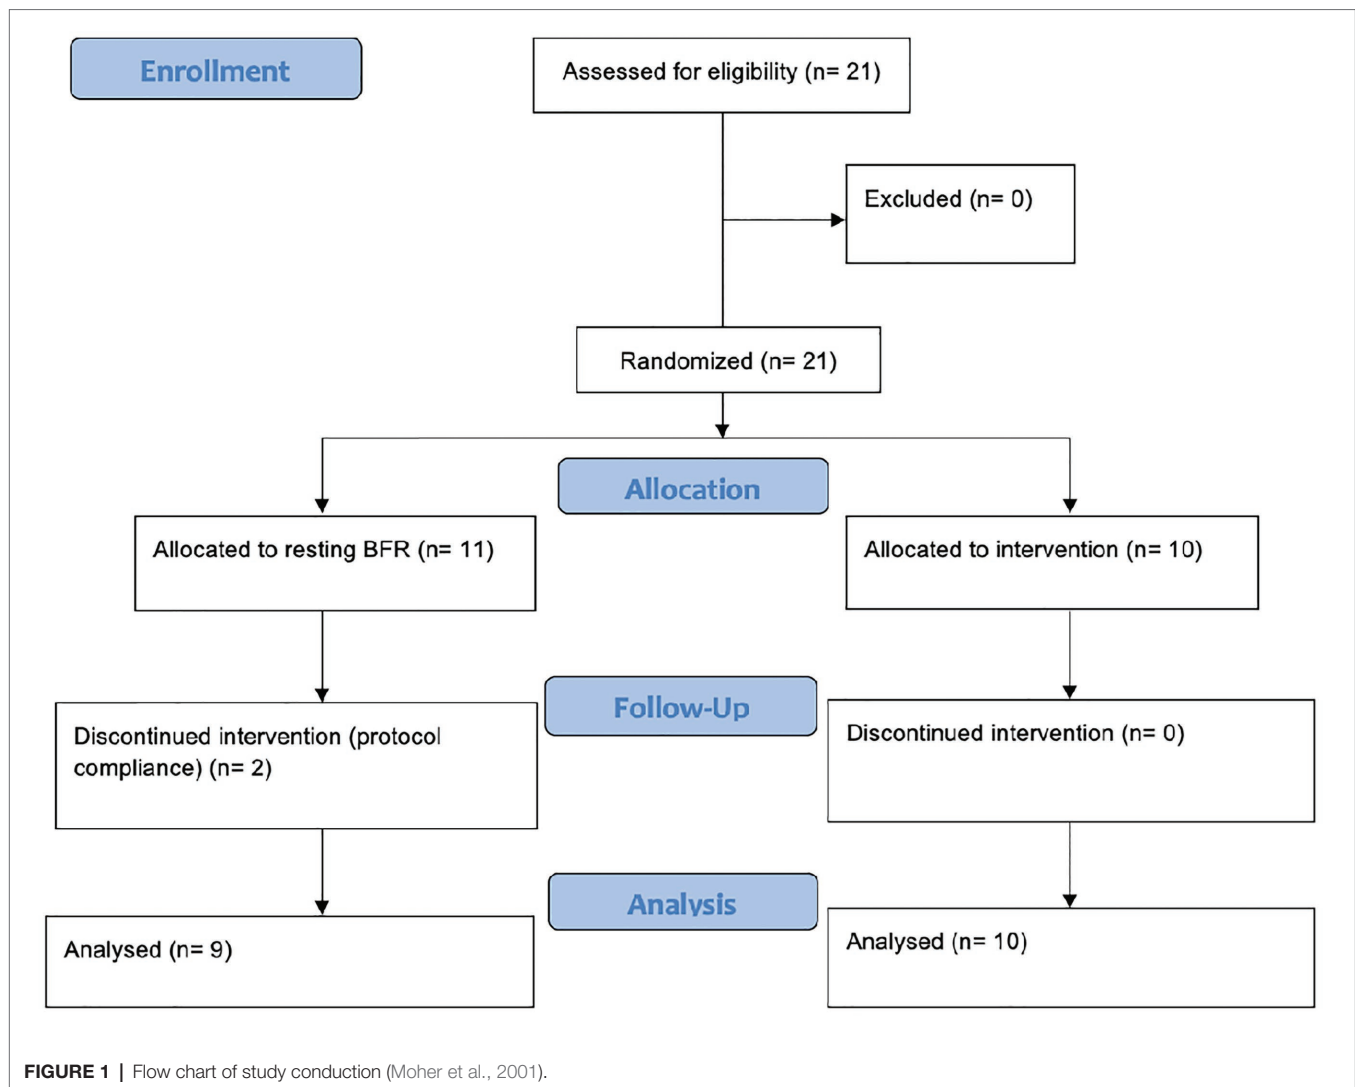 Enrollment
Assessed for eligibility (n= 21)
Excluded (n= 0)
Randomized (n= 21)
Allocation
Allocated to resting BFR (n= 11)
Allocated to intervention (n= 10)
Follow-Up
Discontinued intervention (protocol
compliance) (n= 2)
Discontinued intervention (n= 0)
Analysis
Analysed (n= 9)
Analysed (n= 10)
FIGURE 1 | Flow chart of study conduction (Moher et al., 2001).